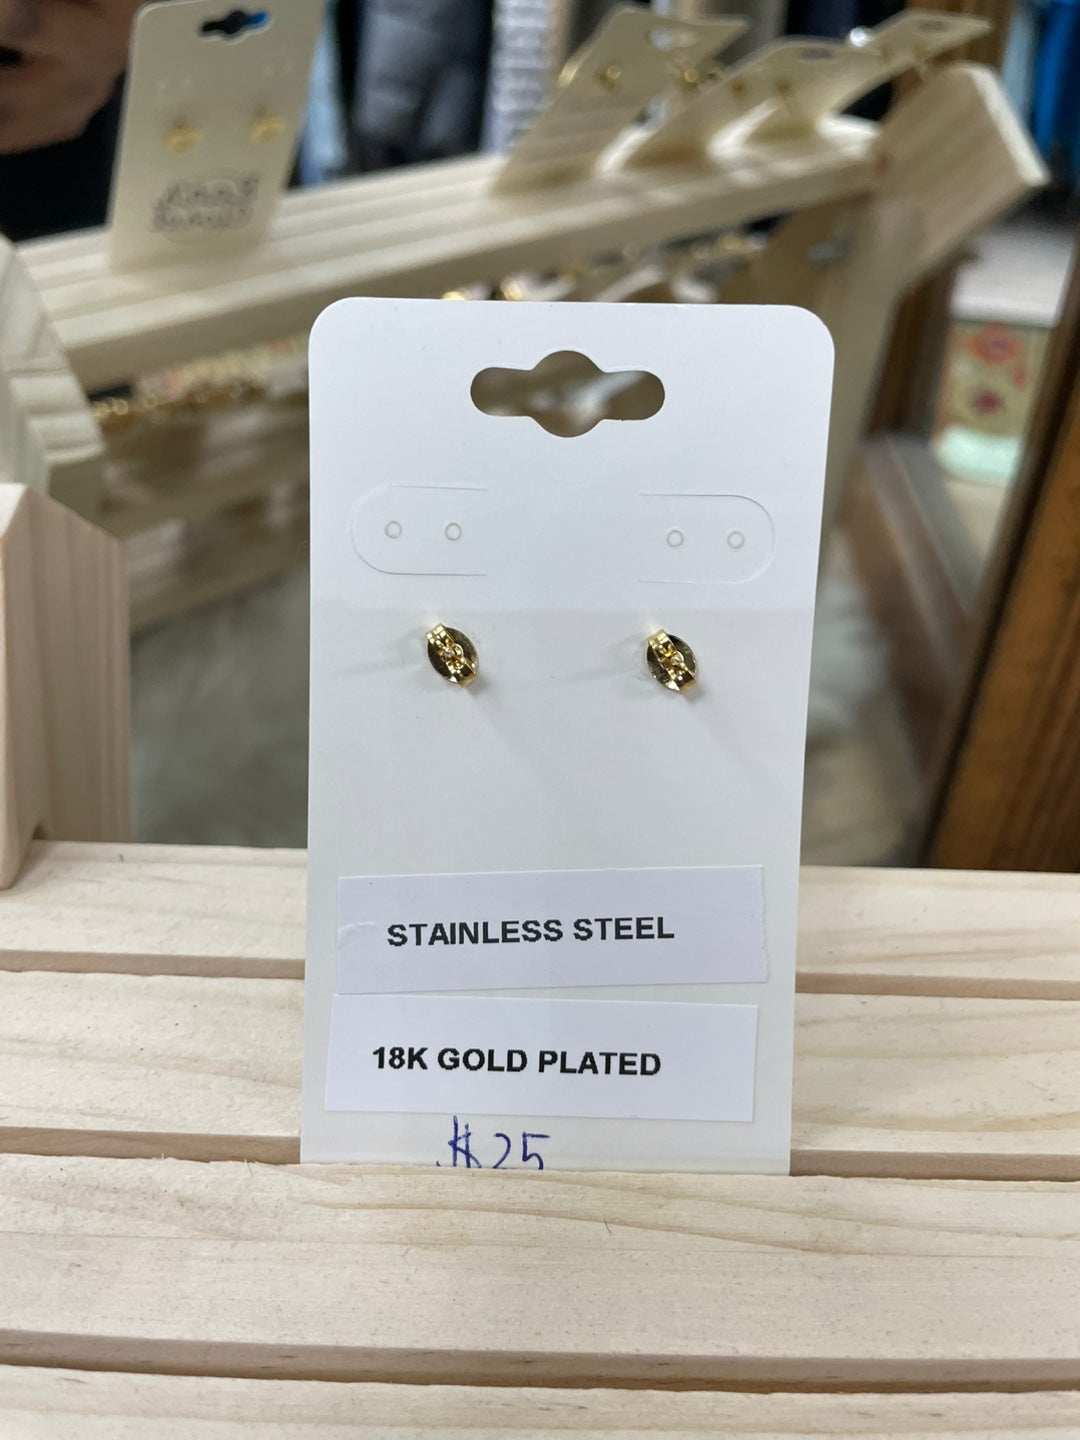 STAINLESS STEEL
18K GOLD PLATED
$25